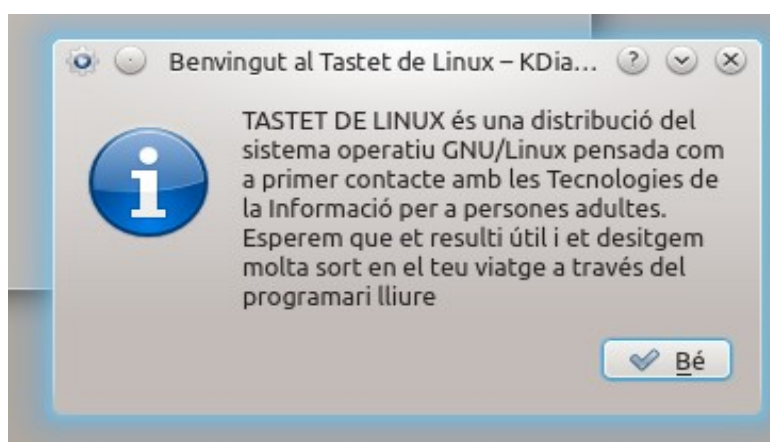 Benvingut al Tastet de Linux – KDia...
TASTET DE LINUX és una distribució del
sistema operatiu GNU/Linux pensada com
a primer contacte amb les Tecnologies de
la Informació per a persones adultes.
Esperem que et resulti útil i et desitgem
molta sort en el teu viatge a través del
programari lliure
Bé